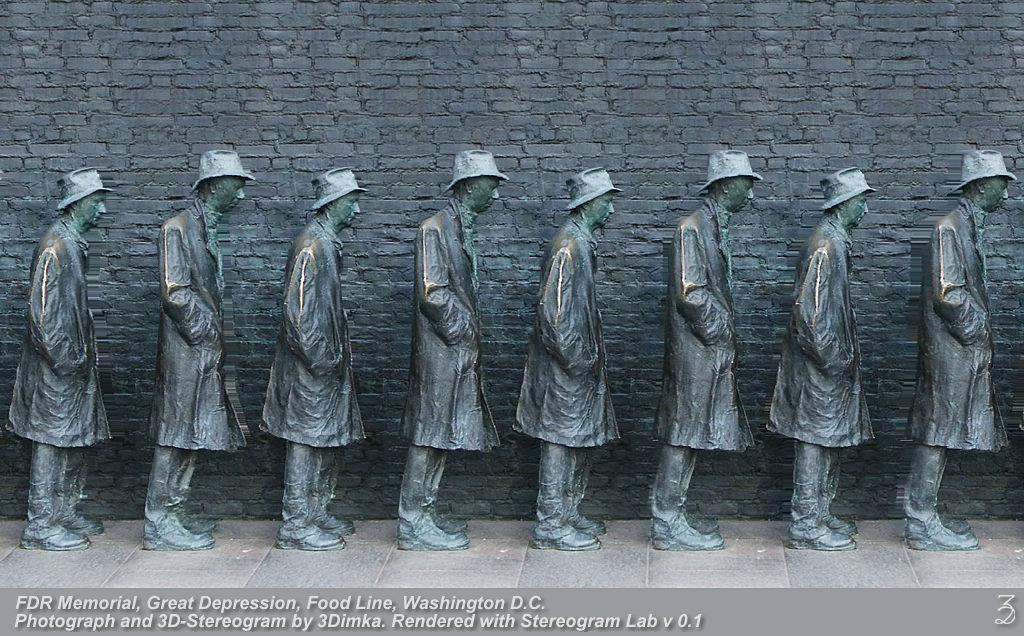 FDR Memorial, Great Depression, Food Line, Washington D.C.
Photograph and 3D-Stereogram by 3Dimka. Rendered with Stereogram Lab v 0.1